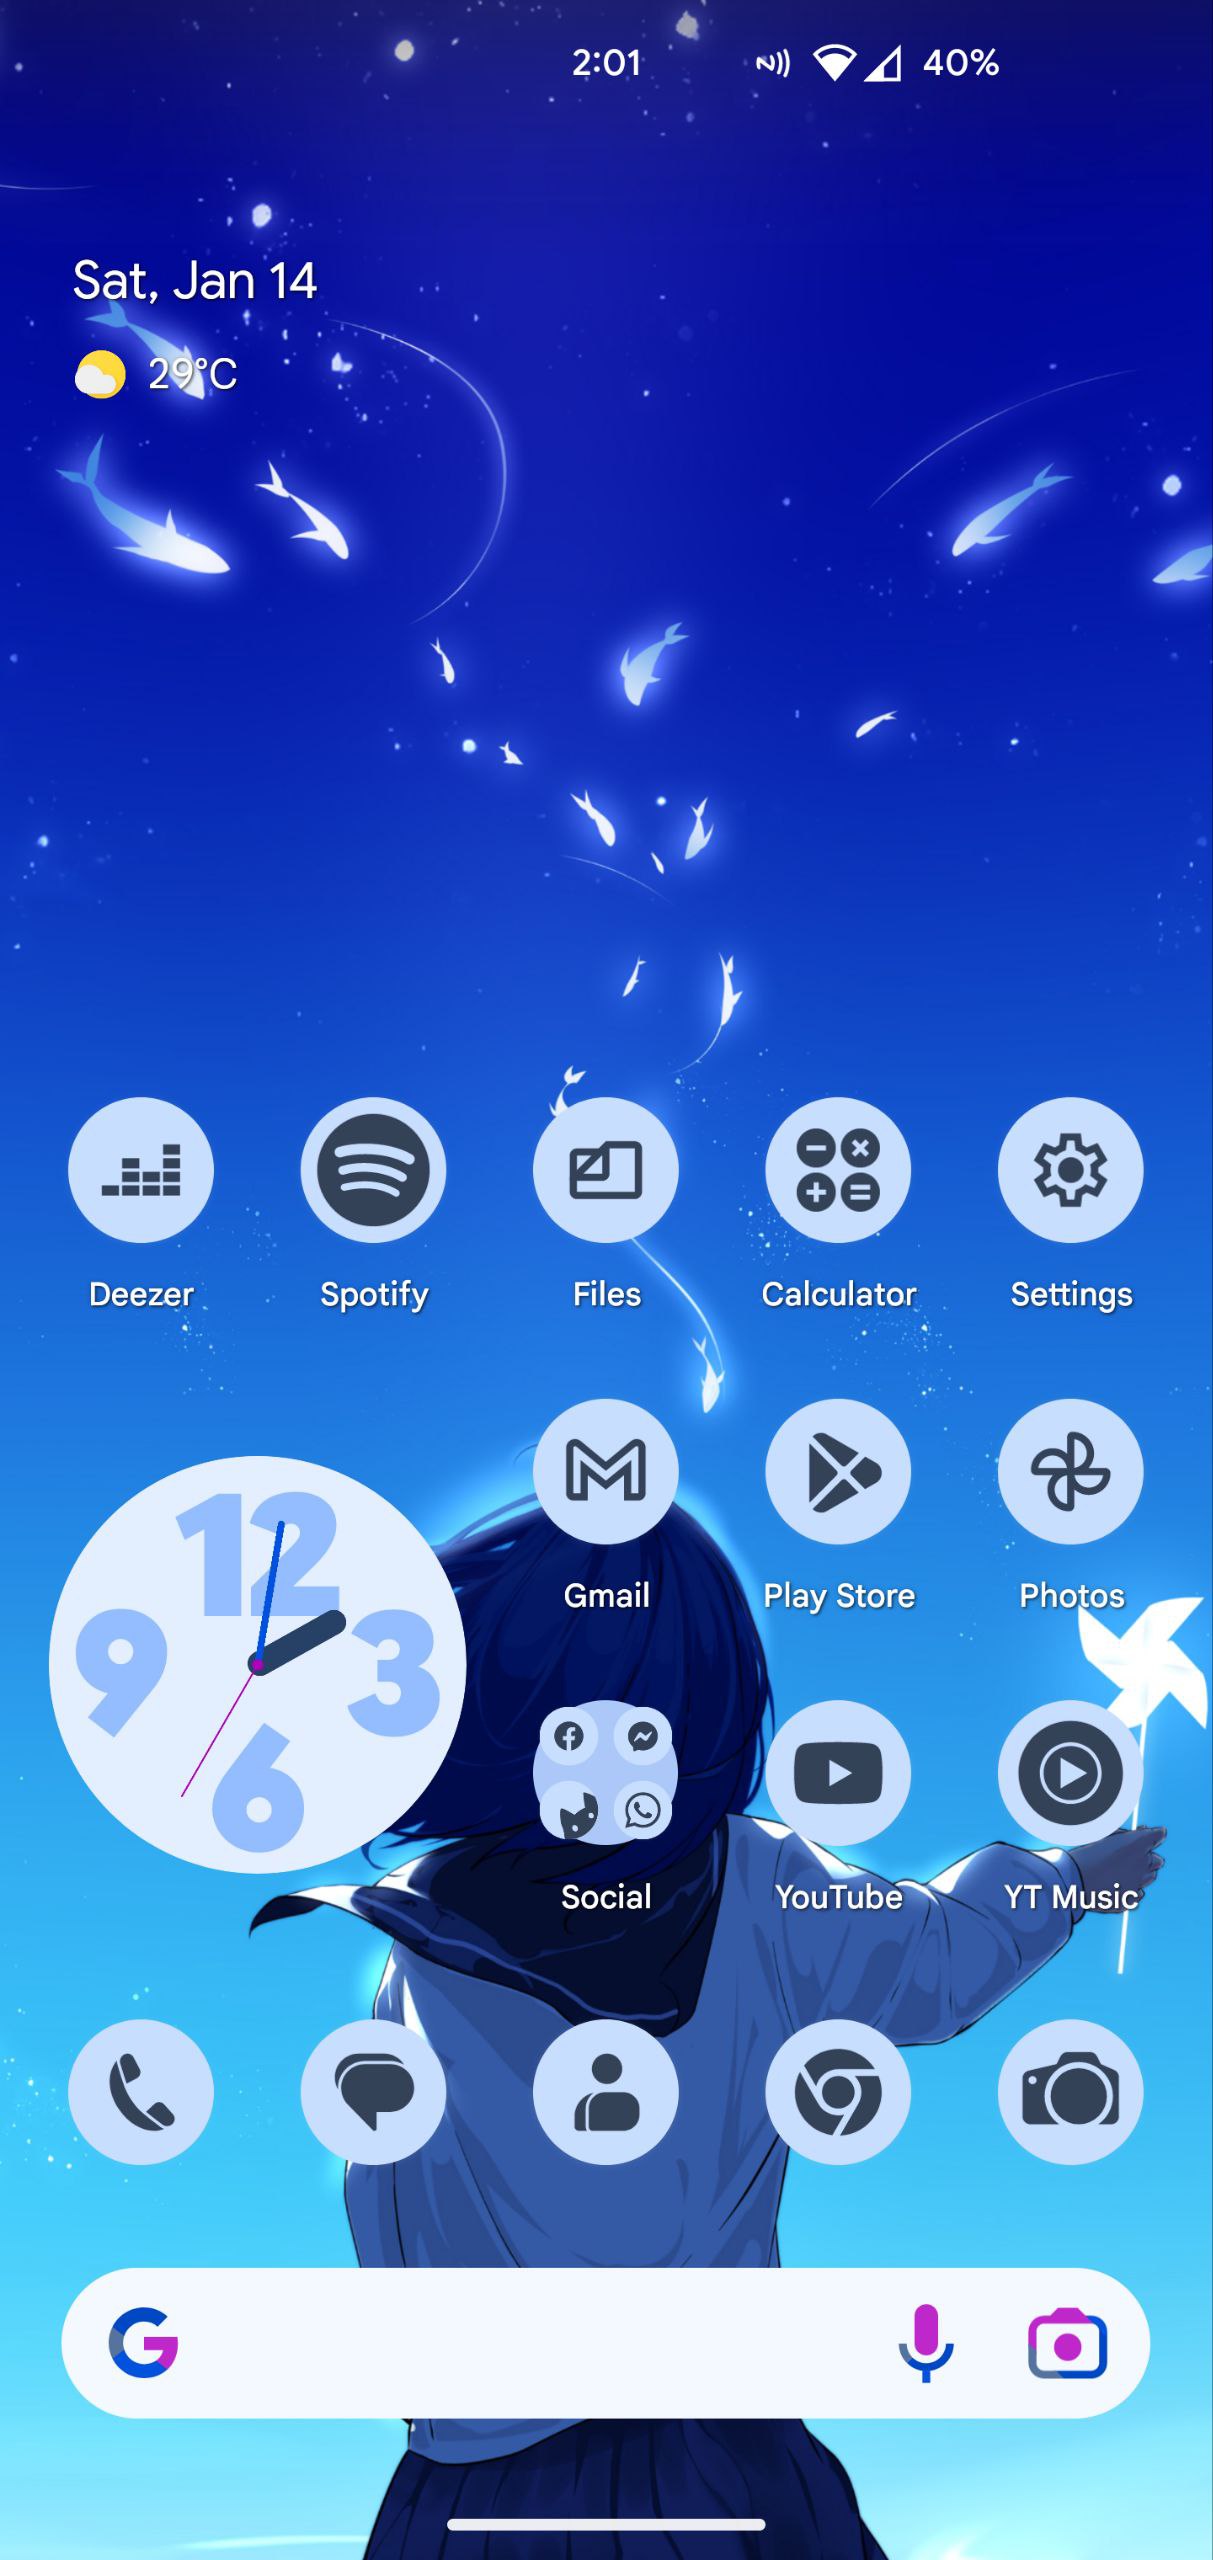 2:01 40%
Sat, Jan 14
29°C
Deezer Spotify Files Calculator Settings
12
9 3
6
Gmail Play Store Photos
Social YouTube YT Music